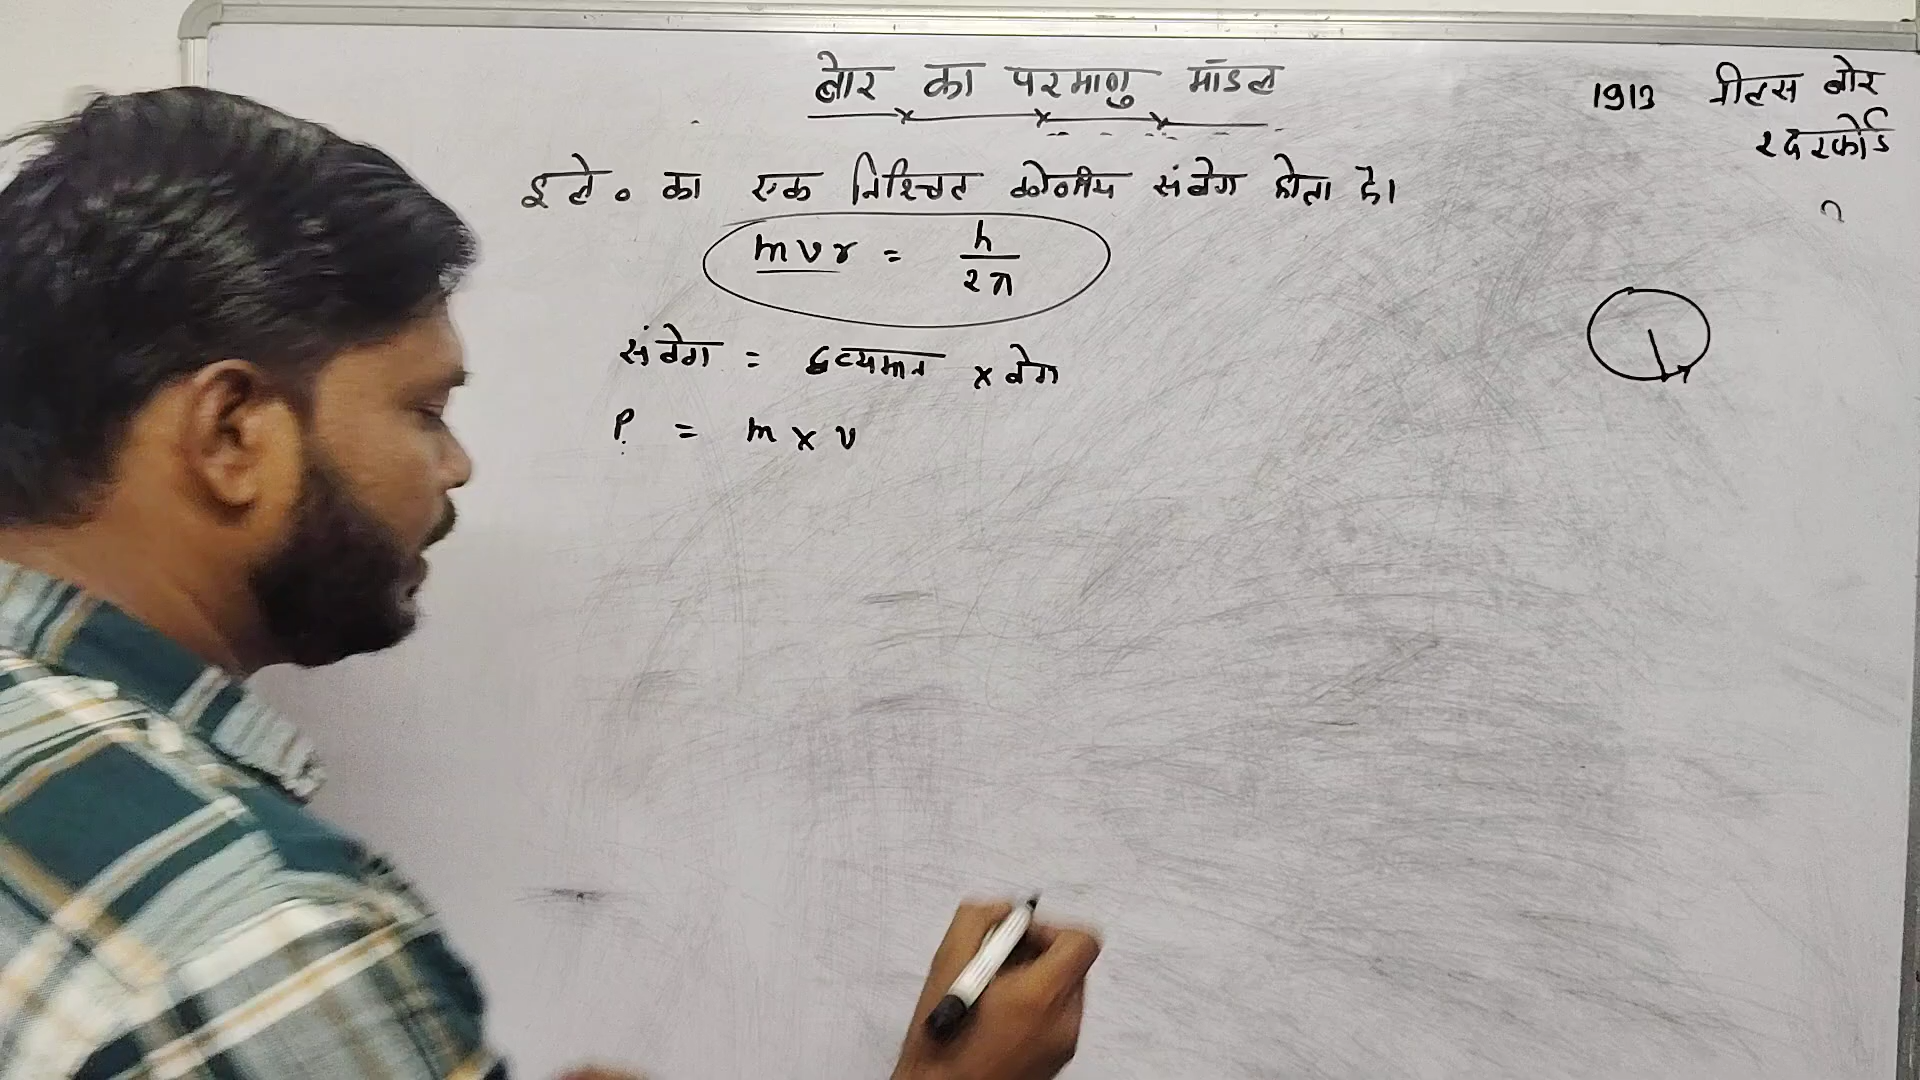 बोर का परमाणु मॉडल
1913 नील्स बोर
रदरफोर्ड
इले० का एक निश्चित कोणीय संवेग होता है।
mvr = h/2π
संवेग = द्रव्यमान × वेग
P = m × v